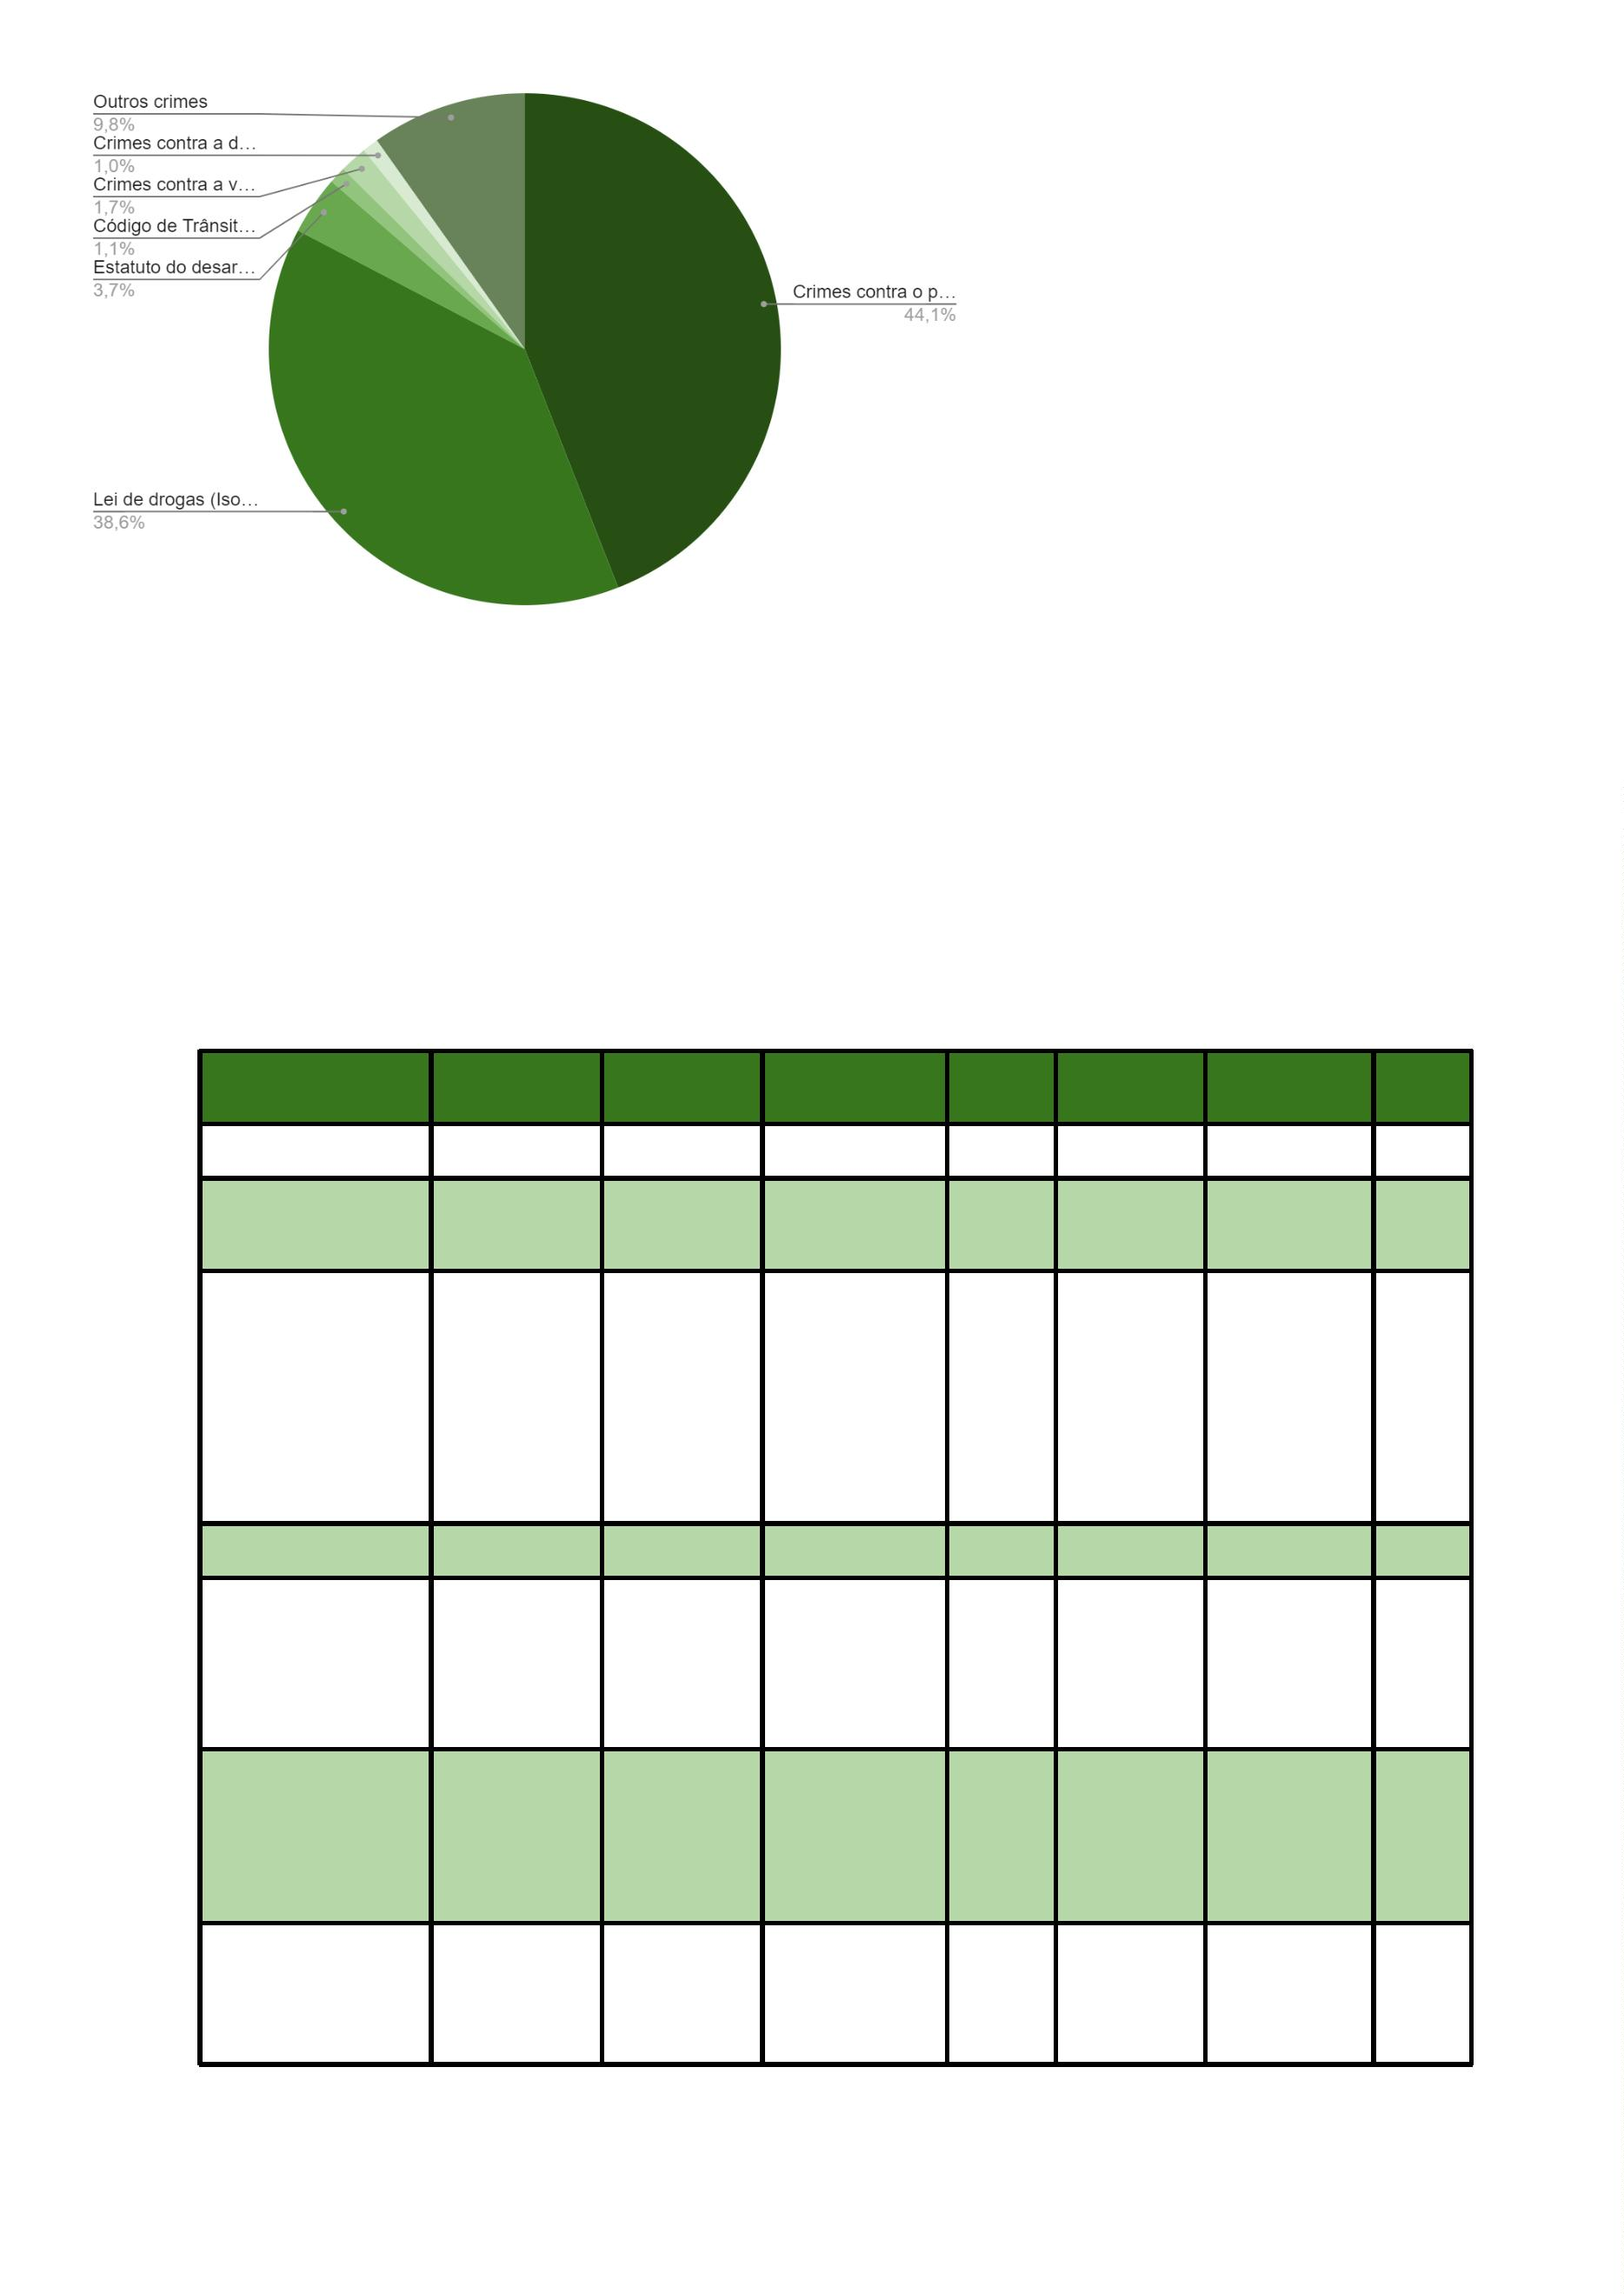 Outros crimes
9,8%
Crimes contra a d…
1,0%
Crimes contra a v…
1,7%
Código de Trânsit…
1,1%
Estatuto do desar…
3,7%
Crimes contra o p…
44,1%
Lei de drogas (Iso…
38,6%